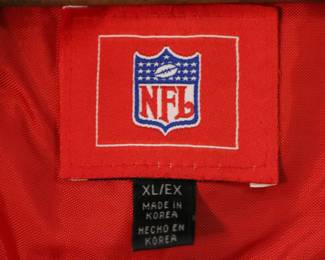 NFL
XL/EX
MADE IN
KOREA
HECHO EN
KOREA